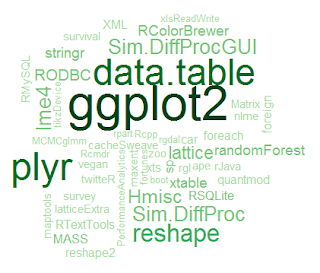 xlsReadWrite
XML RColorBrewer
survival
stringr Sim.DiffProcGUI
RODBC data.table
RMySQL
lme4
tikzDevice
ggplot2
Matrix
nlme
foreign
MCMCglmm
rpart Rcpp rgdal car foreach
cacheSweave
plyr
Rcmdr
vegan
maxent
zoo
sp
lattice randomForest
twitteR
PerformanceAnalytics
xts rgl ape rJava quantmod
boot
xtable
survey
Hmisc RSQLite
latticeExtra
maptools
Sim.DiffProc
RTextTools
MASS reshape
reshape2